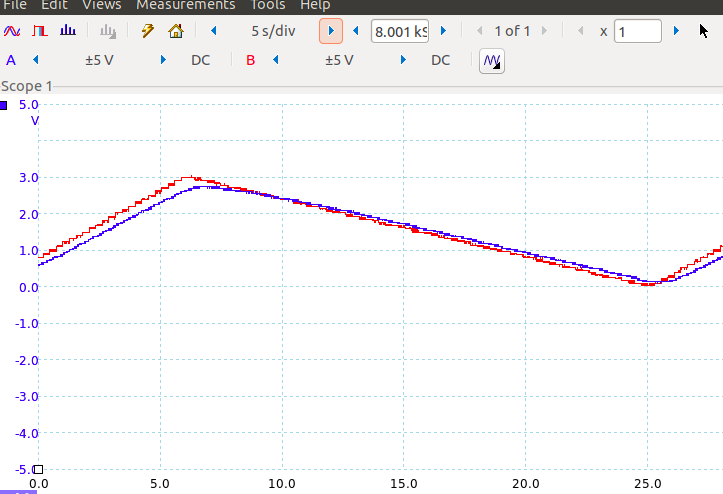 File Edit Views Measurements Tools Help
5 s/div 8.001 kS 1 of 1 x 1
A ±5 V DC B ±5 V DC
Scope 1
5.0
V
3.0
2.0
1.0
0.0
-1.0
-2.0
-3.0
-4.0
-5.0
0.0 5.0 10.0 15.0 20.0 25.0